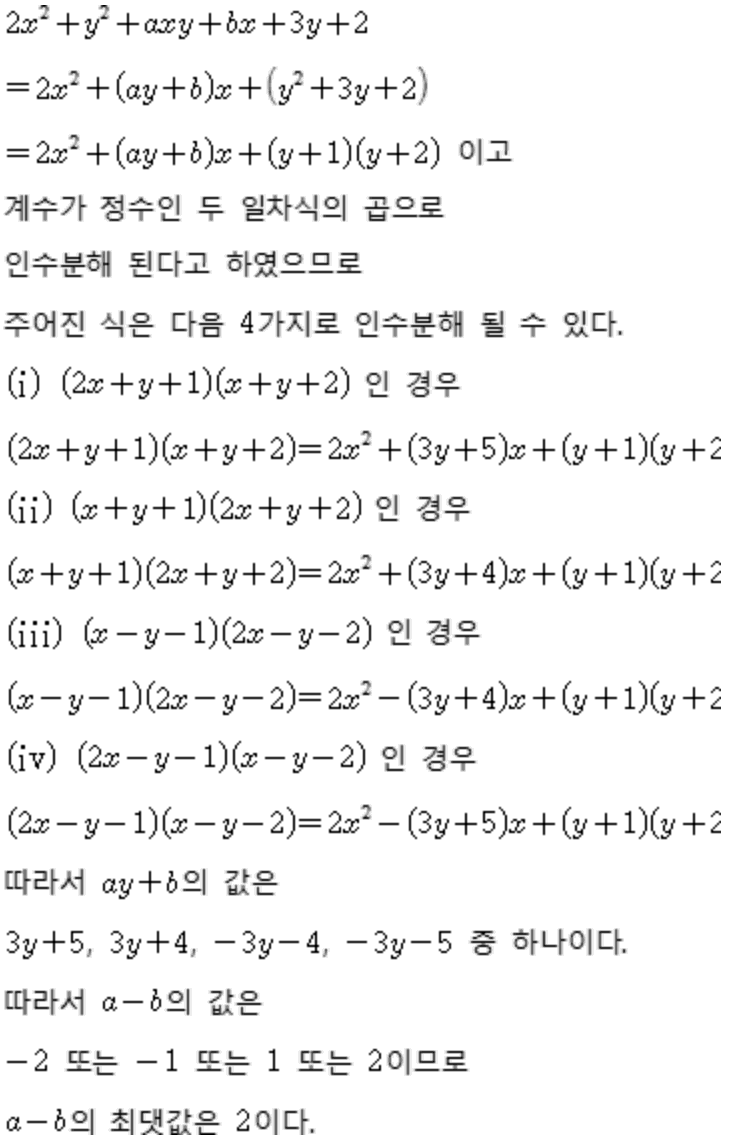 2x²+y²+axy+bx+3y+2
=2x²+(ay+b)x+(y²+3y+2)
=2x²+(ay+b)x+(y+1)(y+2) 이고
계수가 정수인 두 일차식의 곱으로
인수분해 된다고 하였으므로
주어진 식은 다음 4가지로 인수분해 될 수 있다.
(i) (2x+y+1)(x+y+2) 인 경우
(2x+y+1)(x+y+2)=2x²+(3y+5)x+(y+1)(y+2
(ii) (x+y+1)(2x+y+2) 인 경우
(x+y+1)(2x+y+2)=2x²+(3y+4)x+(y+1)(y+2
(iii) (x-y-1)(2x-y-2) 인 경우
(x-y-1)(2x-y-2)=2x²-(3y+4)x+(y+1)(y+2
(iv) (2x-y-1)(x-y-2) 인 경우
(2x-y-1)(x-y-2)=2x²-(3y+5)x+(y+1)(y+2
따라서 ay+b의 값은
3y+5, 3y+4, -3y-4, -3y-5 중 하나이다.
따라서 a-b의 값은
-2 또는 -1 또는 1 또는 2이므로
a-b의 최댓값은 2이다.